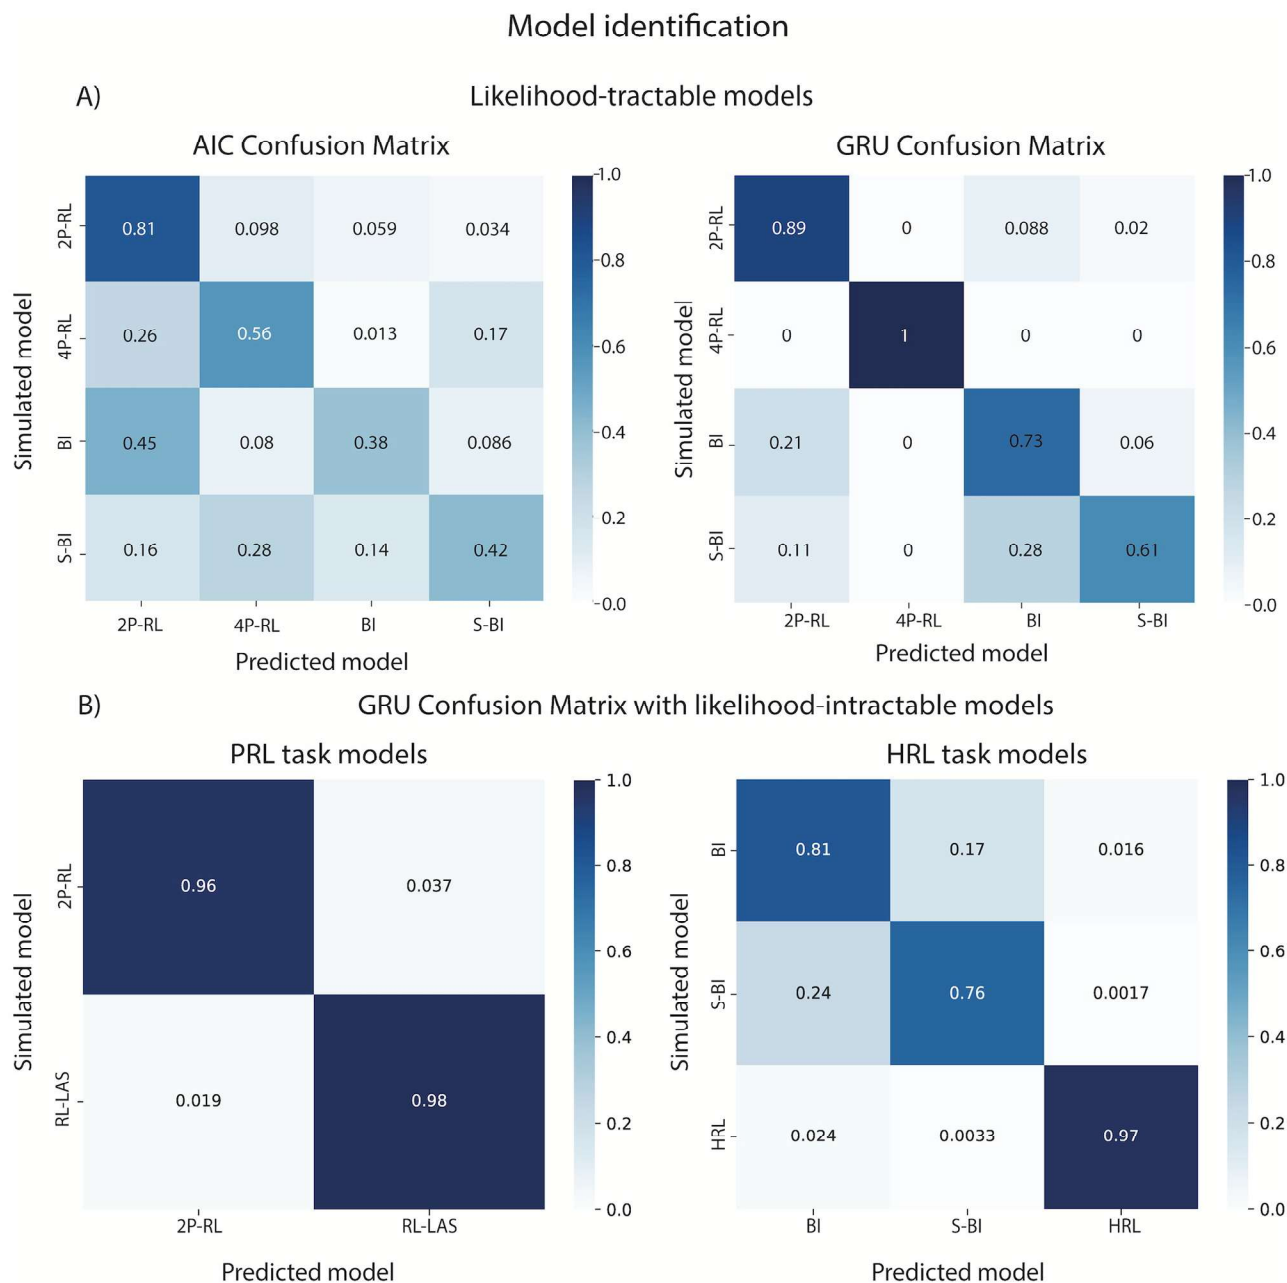 Model identification
A)
Likelihood-tractable models
AIC Confusion Matrix
Simulated model
2P-RL
4P-RL
BI
S-BI
0.81 0.098 0.059 0.034
0.26 0.56 0.013 0.17
0.45 0.08 0.38 0.086
0.16 0.28 0.14 0.42
2P-RL 4P-RL BI S-BI
Predicted model
1.0
0.8
0.6
0.4
0.2
0.0
GRU Confusion Matrix
Simulated model
2P-RL
4P-RL
BI
S-BI
0.89 0 0.088 0.02
0 1 0 0
0.21 0 0.73 0.06
0.11 0 0.28 0.61
2P-RL 4P-RL BI S-BI
Predicted model
1.0
0.8
0.6
0.4
0.2
0.0
B)
GRU Confusion Matrix with likelihood-intractable models
PRL task models
Simulated model
2P-RL
RL-LAS
0.96 0.037
0.019 0.98
2P-RL RL-LAS
Predicted model
1.0
0.8
0.6
0.4
0.2
0.0
HRL task models
Simulated model
BI
S-BI
HRL
0.81 0.17 0.016
0.24 0.76 0.0017
0.024 0.0033 0.97
BI S-BI HRL
Predicted model
1.0
0.8
0.6
0.4
0.2
0.0